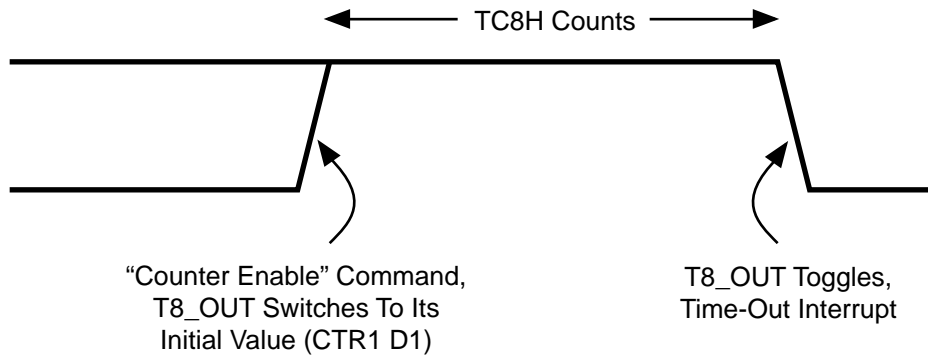 TC8H Counts
“Counter Enable” Command,
T8_OUT Switches To Its
Initial Value (CTR1 D1)
T8_OUT Toggles,
Time-Out Interrupt